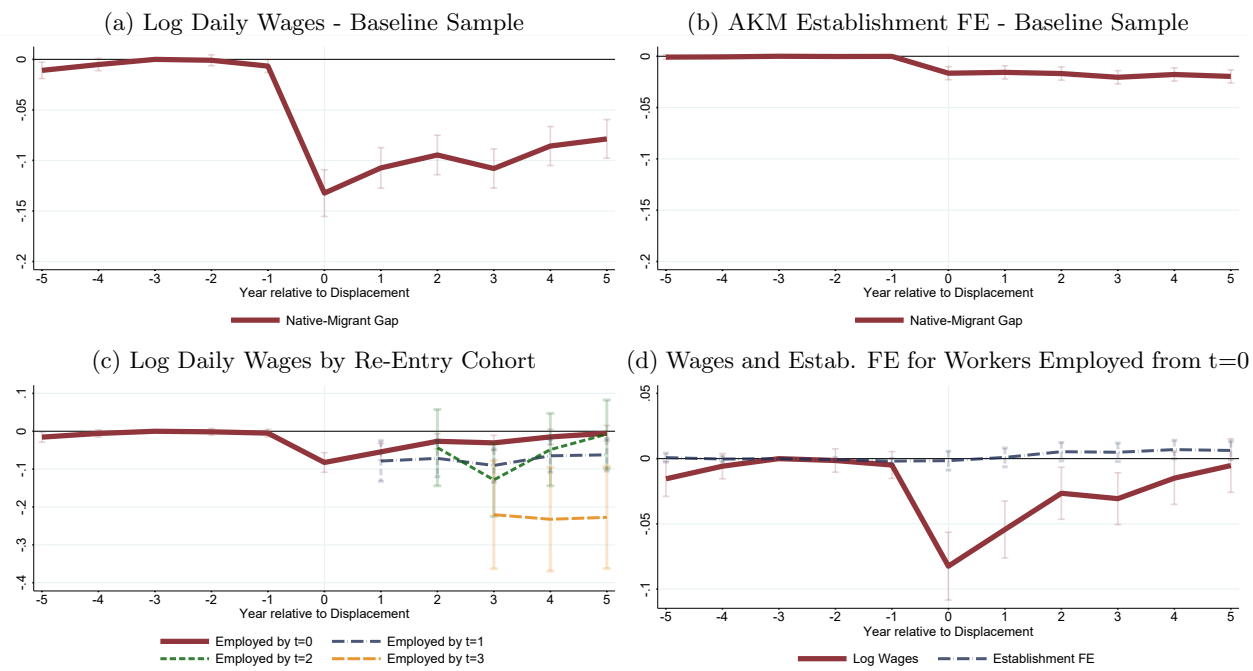 (a) Log Daily Wages - Baseline Sample
0
-.05
-.1
-.15
-.2
-5 -4 -3 -2 -1 0 1 2 3 4 5
Year relative to Displacement
Native-Migrant Gap
(b) AKM Establishment FE - Baseline Sample
0
-.05
-.1
-.15
-.2
-5 -4 -3 -2 -1 0 1 2 3 4 5
Year relative to Displacement
Native-Migrant Gap
(c) Log Daily Wages by Re-Entry Cohort
.1
0
-.1
-.2
-.3
-.4
-5 -4 -3 -2 -1 0 1 2 3 4 5
Year relative to Displacement
Employed by t=0 Employed by t=1
Employed by t=2 Employed by t=3
(d) Wages and Estab. FE for Workers Employed from t=0
.05
0
-.05
-.1
-5 -4 -3 -2 -1 0 1 2 3 4 5
Year relative to Displacement
Log Wages Establishment FE